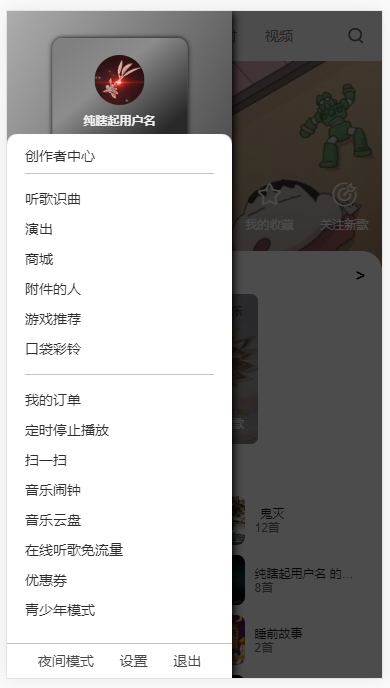 视频
纯瞎起用户名
创作者中心
听歌识曲
演出
商城
附件的人
游戏推荐
口袋彩铃
我的订单
定时停止播放
扫一扫
音乐闹钟
音乐云盘
在线听歌免流量
优惠券
青少年模式
夜间模式 设置 退出
我的收藏 关注新歌
>
鬼灭
12首
纯瞎起用户名 的...
8首
睡前故事
2首